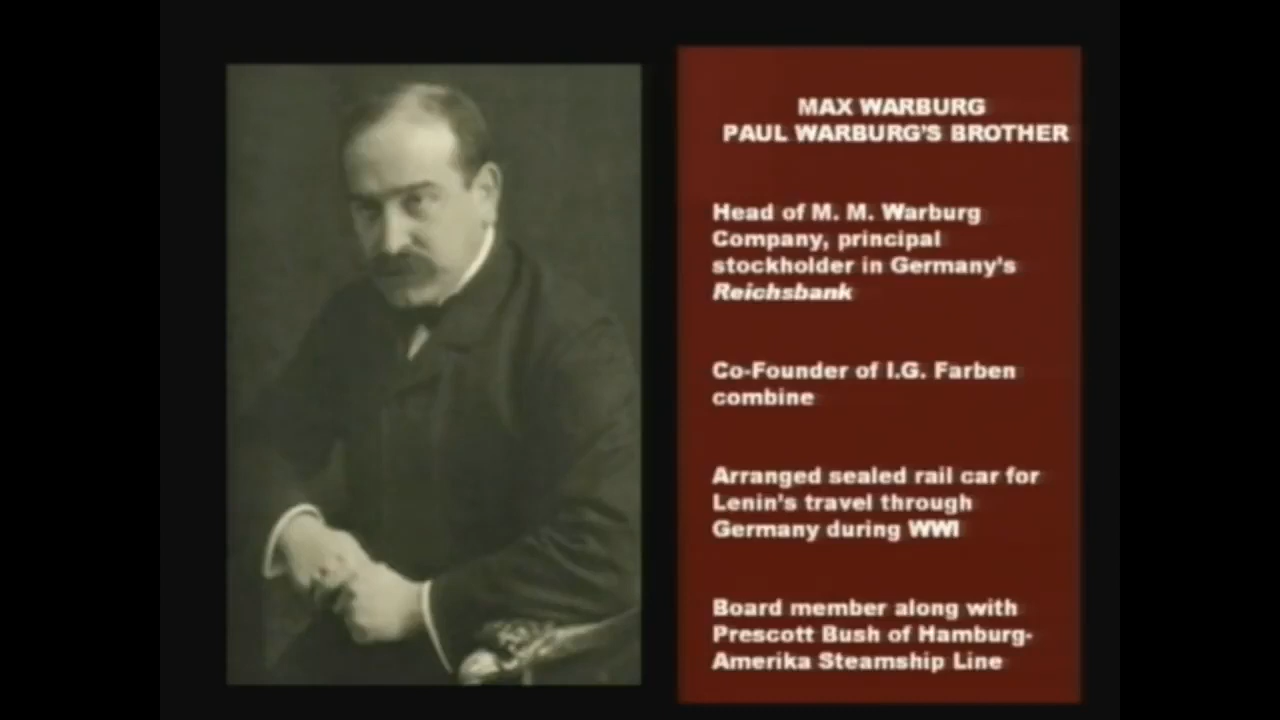 MAX WARBURG
PAUL WARBURG'S BROTHER
Head of M. M. Warburg
Company, principal
stockholder in Germany's
Reichsbank
Co-Founder of I.G. Farben
combine
Arranged sealed rail car for
Lenin's travel through
Germany during WWI
Board member along with
Prescott Bush of Hamburg-
Amerika Steamship Line